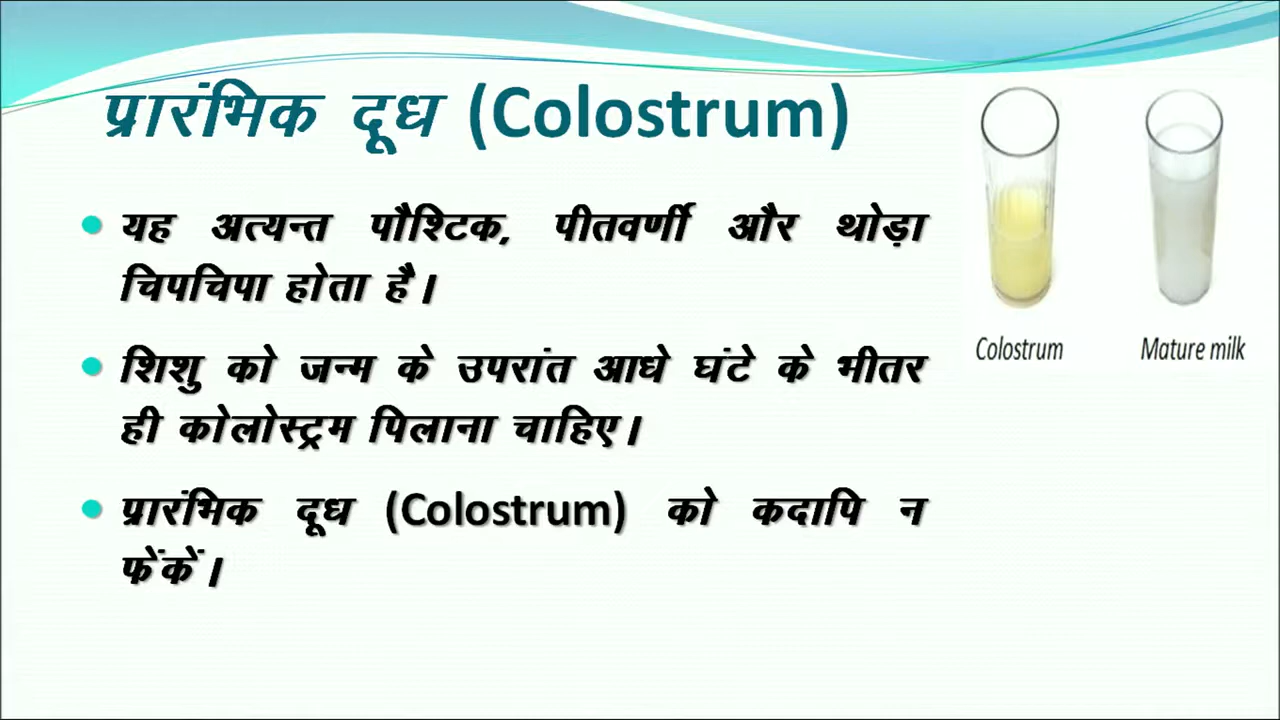 प्रारंभिक दूध (Colostrum)
यह अत्यन्त पौश्टिक, पीतवर्णी और थोड़ा
चिपचिपा होता है।
शिशु को जन्म के उपरांत आधे घंटे के भीतर
ही कोलोस्ट्रम पिलाना चाहिए।
प्रारंभिक दूध (Colostrum) को कदापि न
फेंकें।
Colostrum
Mature milk